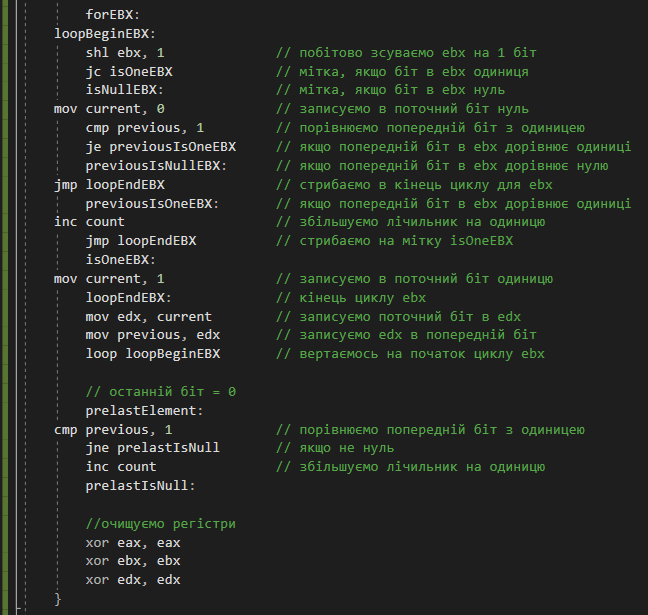 forEBX:
loopBeginEBX:
shl ebx, 1 // побітово зсуваємо ebx на 1 біт
jc isOneEBX // мітка, якщо біт в ebx одиниця
isNullEBX: // мітка, якщо біт в ebx нуль
mov current, 0 // записуємо в поточний біт нуль
cmp previous, 1 // порівнюємо попередній біт з одиницею
je previousIsOneEBX // якщо попередній біт в ebx дорівнює одиниці
previousIsNullEBX: // якщо попередній біт в ebx дорівнює нулю
jmp loopEndEBX // стрибаємо в кінець циклу для ebx
previousIsOneEBX: // якщо попередній біт в ebx дорівнює одиниці
inc count // збільшуємо лічильник на одиницю
jmp loopEndEBX // стрибаємо на мітку isOneEBX
isOneEBX:
mov current, 1 // записуємо в поточний біт одиницю
loopEndEBX: // кінець циклу ebx
mov edx, current // записуємо поточний біт в edx
mov previous, edx // записуємо edx в попередній біт
loop loopBeginEBX // вертаємось на початок циклу ebx
// останній біт = 0
prelastElement:
cmp previous, 1 // порівнюємо попередній біт з одиницею
jne prelastIsNull // якщо не нуль
inc count // збільшуємо лічильник на одиницю
prelastIsNull:
//очищуємо регістри
xor eax, eax
xor ebx, ebx
xor edx, edx
}